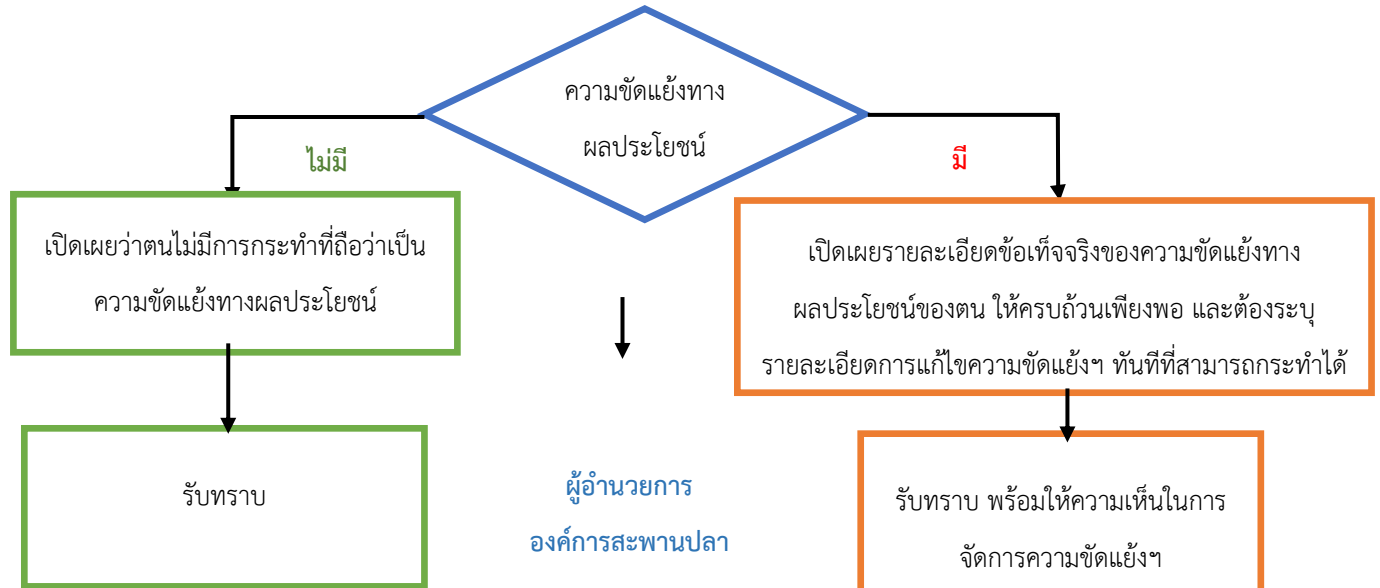 ความขัดแย้งทาง
ผลประโยชน์
ไม่มี
มี
เปิดเผยว่าตนไม่มีการกระทำที่ถือว่าเป็น
ความขัดแย้งทางผลประโยชน์
เปิดเผยรายละเอียดข้อเท็จจริงของความขัดแย้งทาง
ผลประโยชน์ของตน ให้ครบถ้วนเพียงพอ และต้องระบุ
รายละเอียดการแก้ไขความขัดแย้งฯ ทันทีที่สามารถกระทำได้
รับทราบ
ผู้อำนวยการ
องค์การสะพานปลา
รับทราบ พร้อมให้ความเห็นในการ
จัดการความขัดแย้งฯ